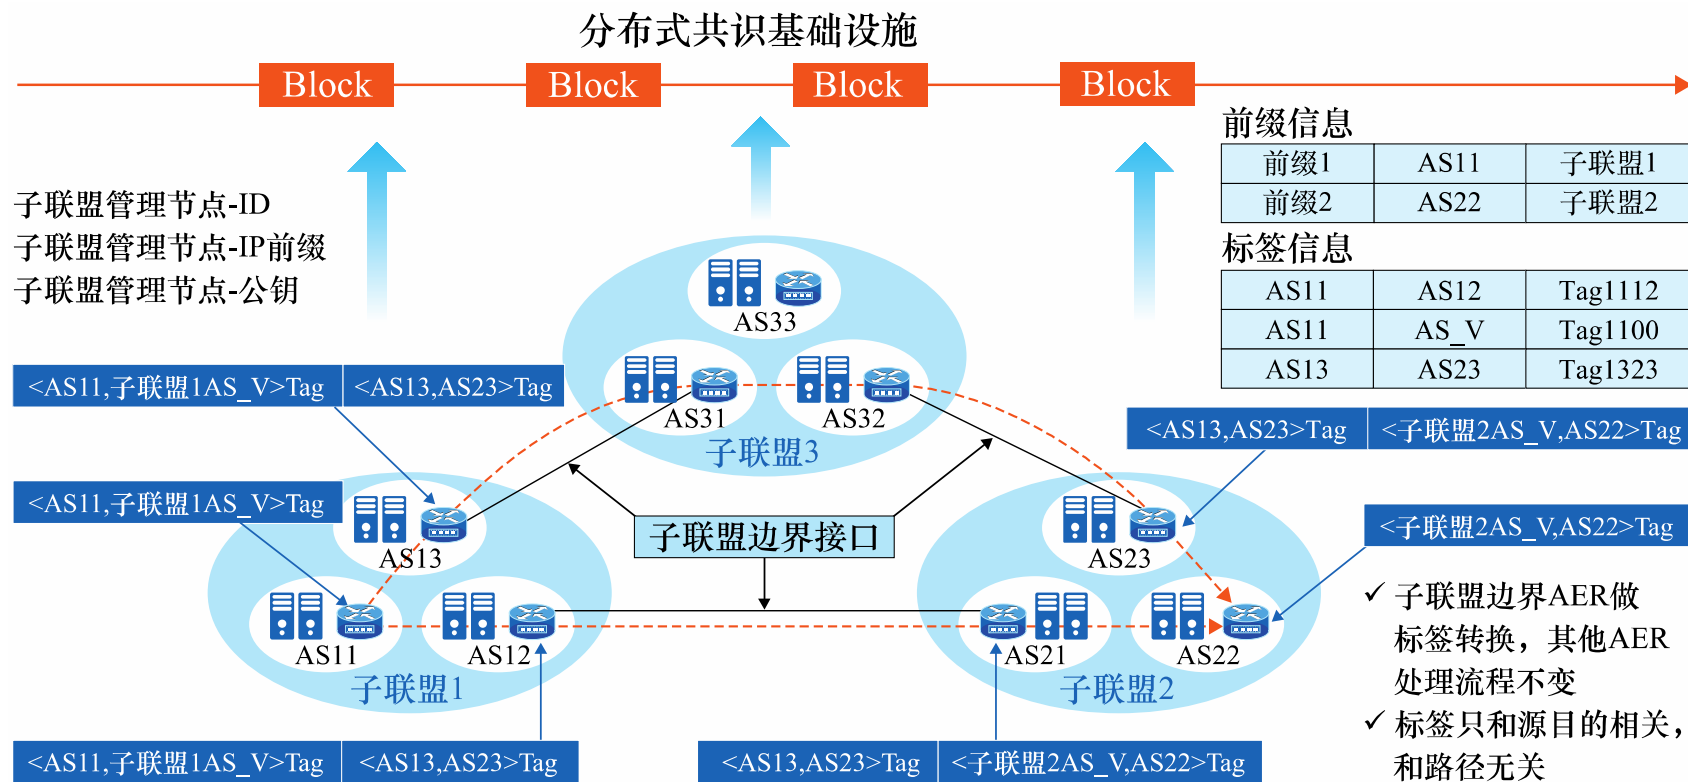 分布式共识基础设施
Block Block Block Block
前缀信息
前缀1 AS11 子联盟1
前缀2 AS22 子联盟2
子联盟管理节点-ID
子联盟管理节点-IP前缀
子联盟管理节点-公钥
标签信息
AS11 AS12 Tag1112
AS11 AS_V Tag1100
AS13 AS23 Tag1323
AS33
<AS11,子联盟1AS_V>Tag <AS13,AS23>Tag
AS31 AS32
子联盟3
<AS13,AS23>Tag <子联盟2AS_V,AS22>Tag
<AS11,子联盟1AS_V>Tag
<子联盟2AS_V,AS22>Tag
子联盟边界接口
AS13
AS23
AS11 AS12
AS21 AS22
子联盟1
子联盟2
✓ 子联盟边界AER做
标签转换，其他AER
处理流程不变
✓ 标签只和源目的相关，
和路径无关
<AS11,子联盟1AS_V>Tag <AS13,AS23>Tag
<AS13,AS23>Tag <子联盟2AS_V,AS22>Tag